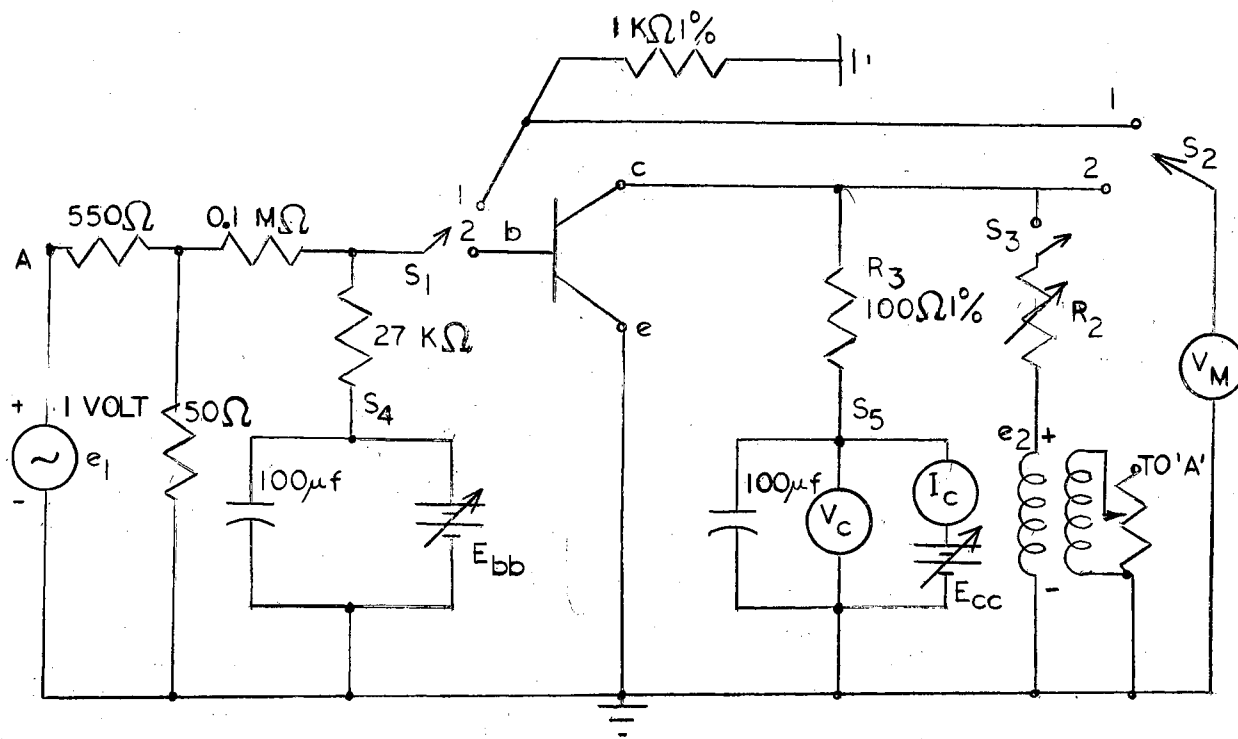 1 KΩ 1%
1
S2
c
2
1
550Ω
0.1 MΩ
2
b
S3
A
S1
R3
100Ω 1%
R2
e
27 KΩ
VM
+
1 VOLT
50Ω
S4
S5
e2
+
TO 'A'
e1
100μf
100μf
IC
VC
-
Ebb
ECC
-